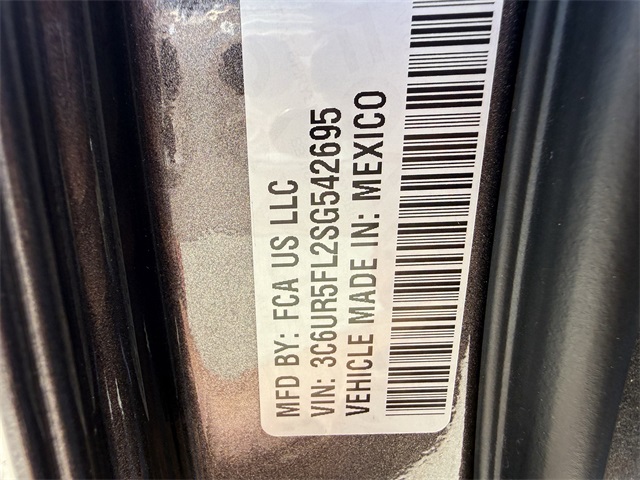 MFD BY: FCA US LLC
VIN: 3C6UR5FL2SG542695
VEHICLE MADE IN: MEXICO